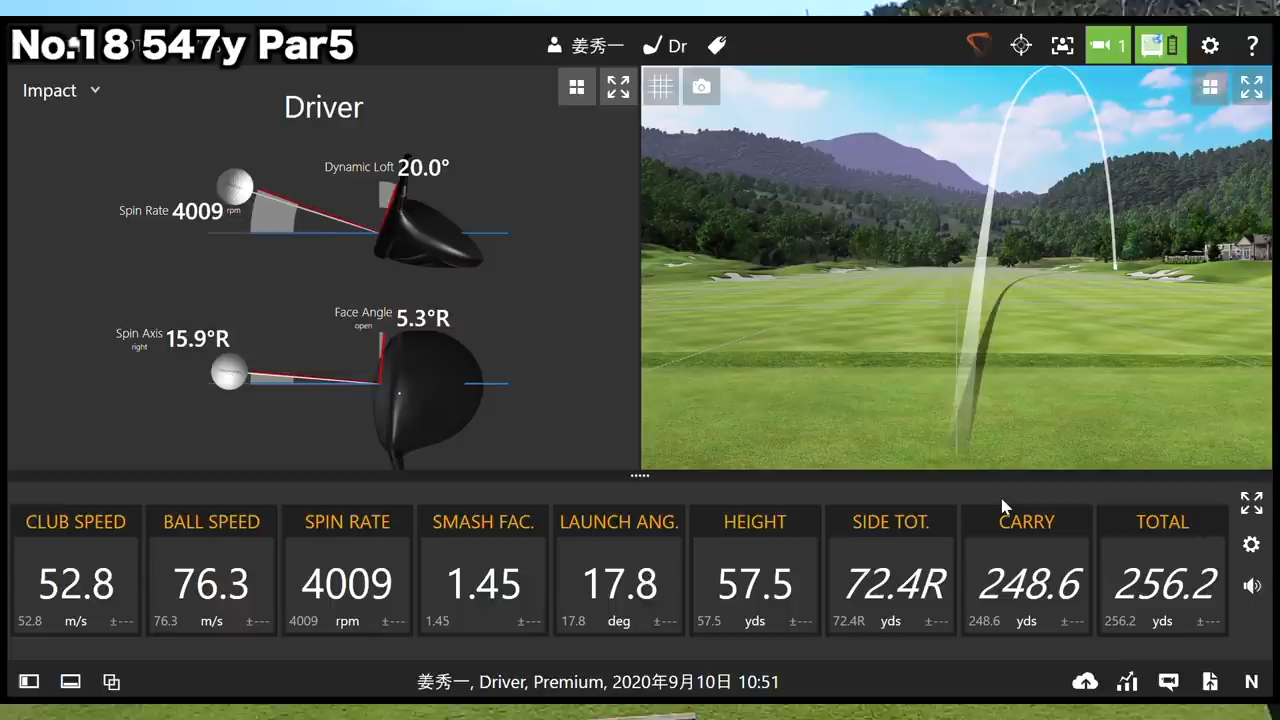 No:18 547y Par5
姜秀一
Dr
1
?
Impact
Driver
Dynamic Loft 20.0°
Spin Rate 4009 rpm
Face Angle 5.3°R
open
Spin Axis 15.9°R
right
CLUB SPEED
BALL SPEED
SPIN RATE
SMASH FAC.
LAUNCH ANG.
HEIGHT
SIDE TOT.
CARRY
TOTAL
52.8
76.3
4009
1.45
17.8
57.5
72.4R
248.6
256.2
52.8 m/s ±---
76.3 m/s ±---
4009 rpm ±---
1.45 ±---
17.8 deg ±---
57.5 yds ±---
72.4R yds ±---
248.6 yds ±---
256.2 yds ±---
姜秀一, Driver, Premium, 2020年9月10日 10:51
N